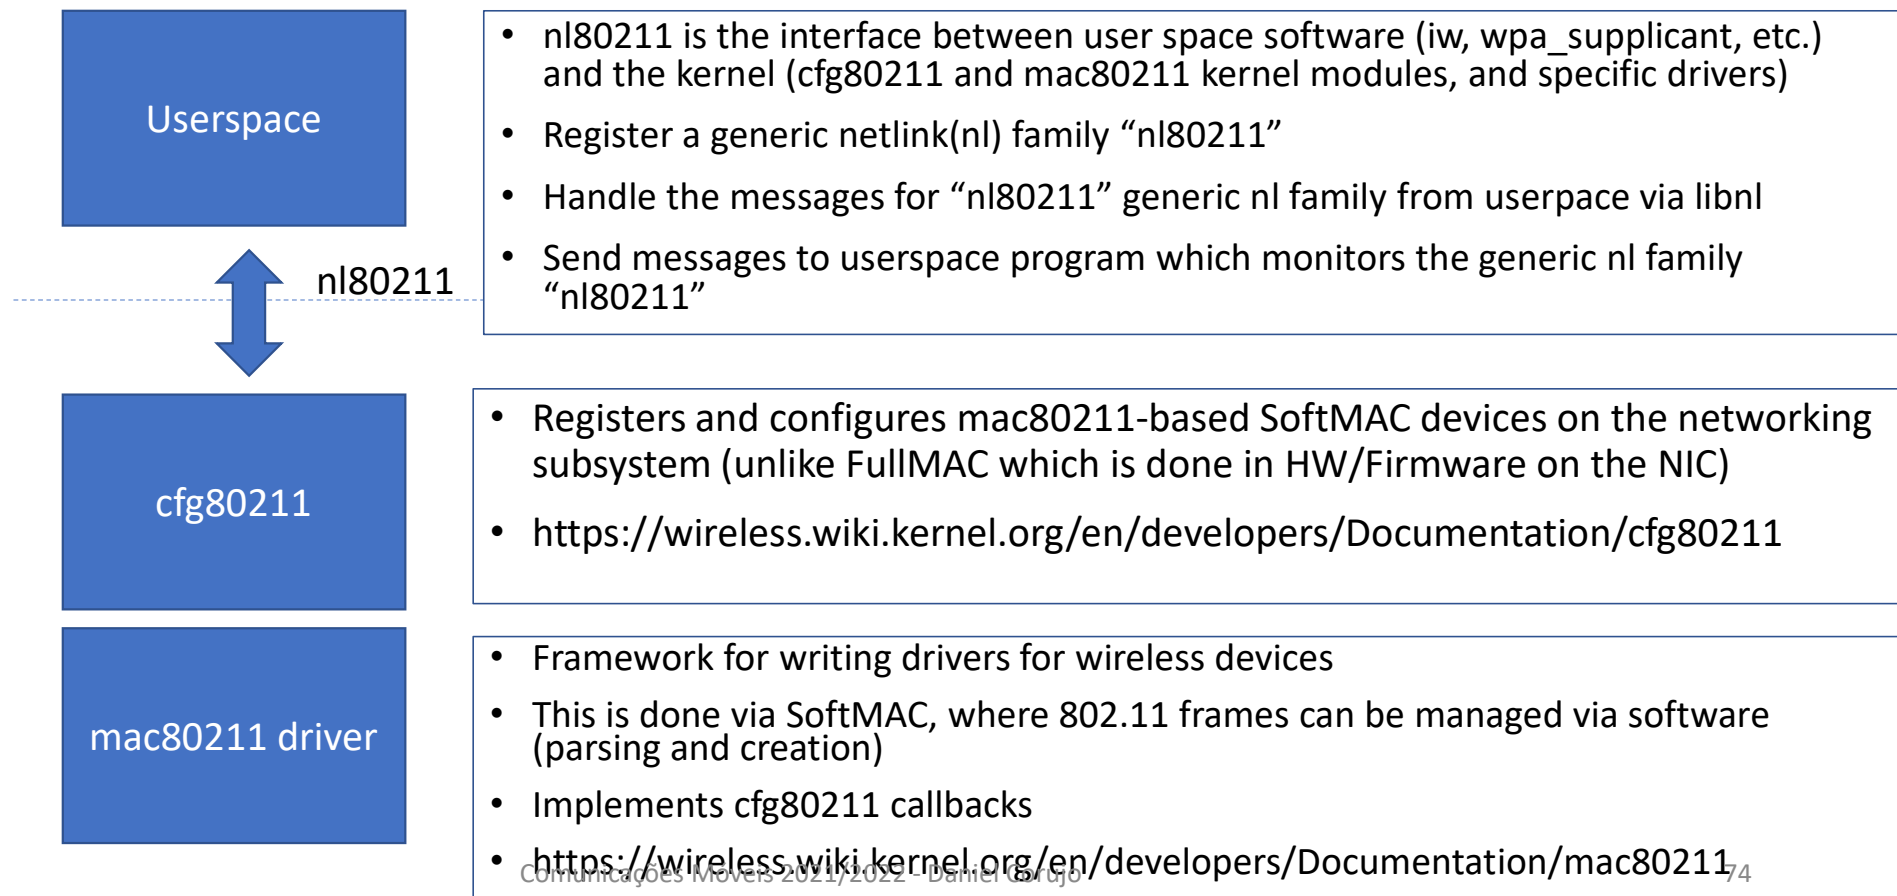 Userspace
• nl80211 is the interface between user space software (iw, wpa_supplicant, etc.)
and the kernel (cfg80211 and mac80211 kernel modules, and specific drivers)
• Register a generic netlink(nl) family “nl80211”
• Handle the messages for “nl80211” generic nl family from userpace via libnl
• Send messages to userspace program which monitors the generic nl family
“nl80211”
nl80211
cfg80211
• Registers and configures mac80211-based SoftMAC devices on the networking
subsystem (unlike FullMAC which is done in HW/Firmware on the NIC)
• https://wireless.wiki.kernel.org/en/developers/Documentation/cfg80211
mac80211 driver
• Framework for writing drivers for wireless devices
• This is done via SoftMAC, where 802.11 frames can be managed via software
(parsing and creation)
• Implements cfg80211 callbacks
• https://wireless.wiki.kernel.org/en/developers/Documentation/mac80211
Comunicações Móveis 2021/2022 - Daniel Corujo
74